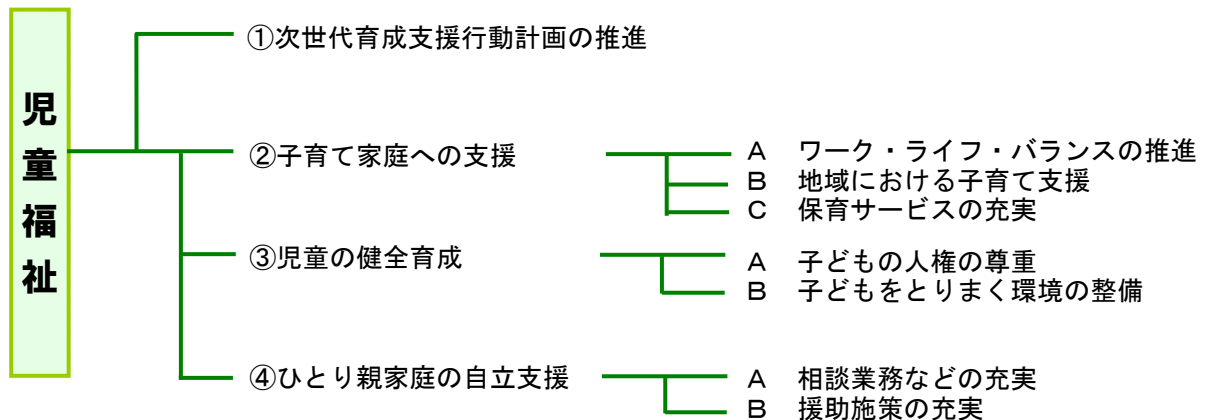 児童福祉
①次世代育成支援行動計画の推進
②子育て家庭への支援
A ワーク・ライフ・バランスの推進
B 地域における子育て支援
C 保育サービスの充実
③児童の健全育成
A 子どもの人権の尊重
B 子どもをとりまく環境の整備
④ひとり親家庭の自立支援
A 相談業務などの充実
B 援助施策の充実